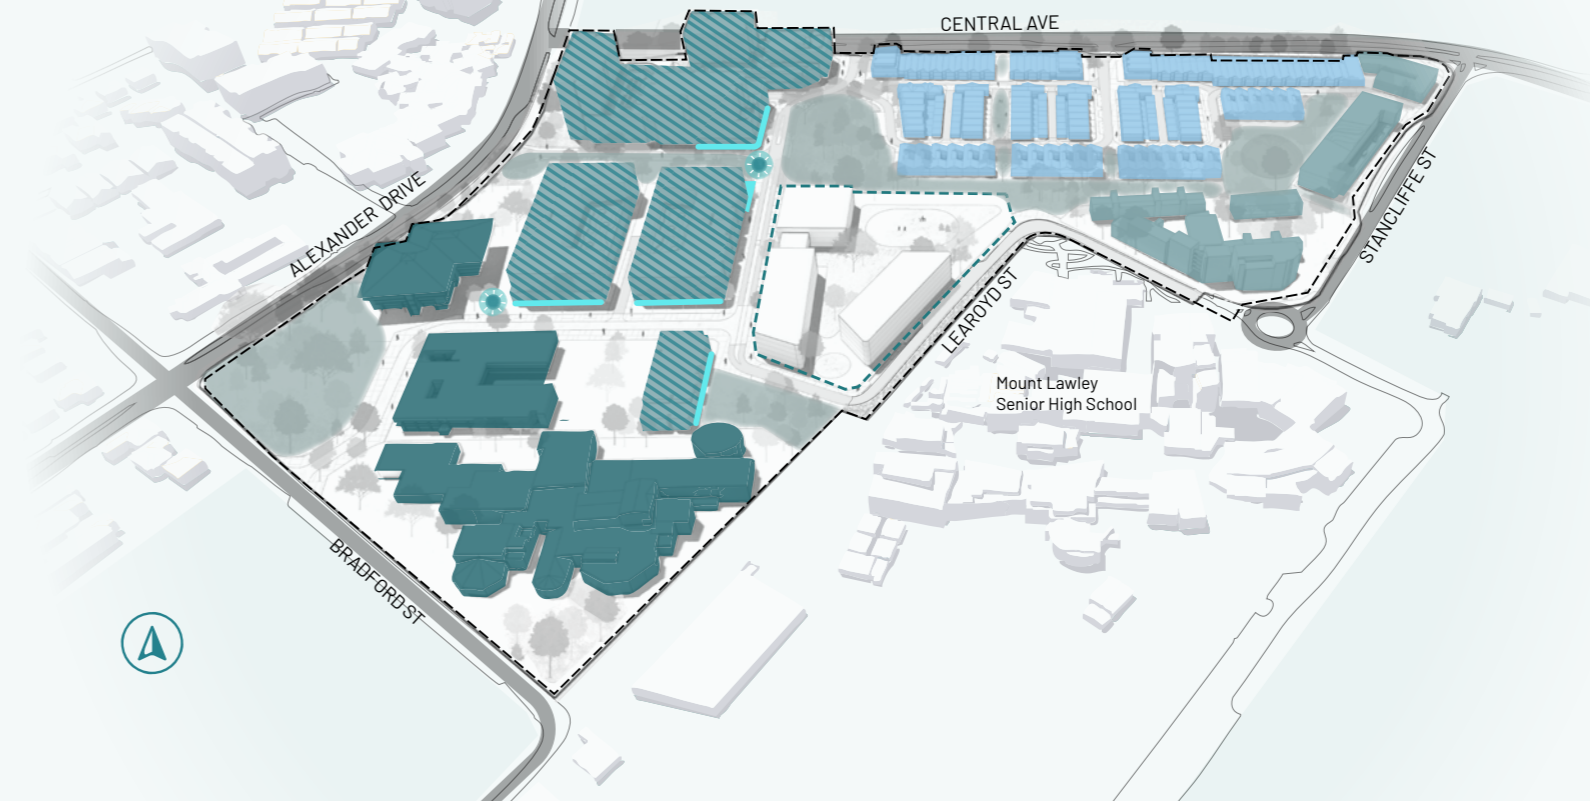 CENTRAL AVE
ALEXANDER DRIVE
STANCLIFFE ST
LEAROYD ST
Mount Lawley
Senior High School
BRADFORD ST